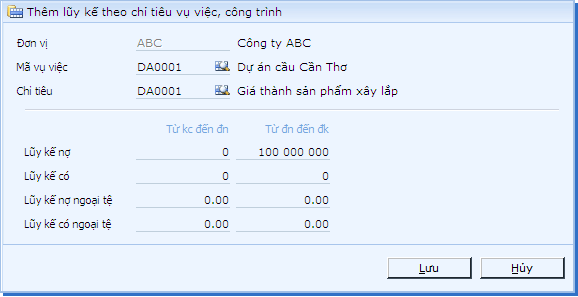 Thêm lũy kế theo chỉ tiêu vụ việc, công trình
Đơn vị ABC Công ty ABC
Mã vụ việc DA0001 Dự án cầu Cần Thơ
Chỉ tiêu DA0001 Giá thành sản phẩm xây lắp
Từ kc đến đn Từ đn đến đk
Lũy kế nợ 0 100 000 000
Lũy kế có 0 0
Lũy kế nợ ngoại tệ 0.00 0.00
Lũy kế có ngoại tệ 0.00 0.00
Lưu Hủy